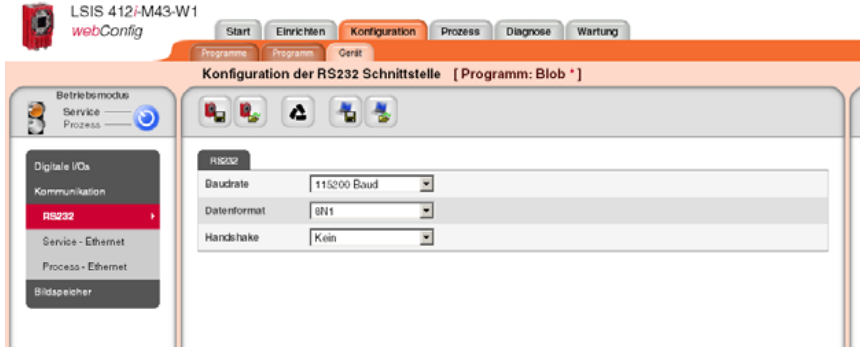 LSIS 412i-M43-W1
webConfig
Start Einrichten Konfiguration Prozess Diagnose Wartung
Programme Programm Gerät
Konfiguration der RS232 Schnittstelle [ Programm: Blob * ]
Betriebsmodus
Service
Prozess
Digitale I/Os
Kommunikation
RS232
Service - Ethernet
Process - Ethernet
Bildspeicher
RS232
Baudrate 115200 Baud
Datenformat 8N1
Handshake Kein